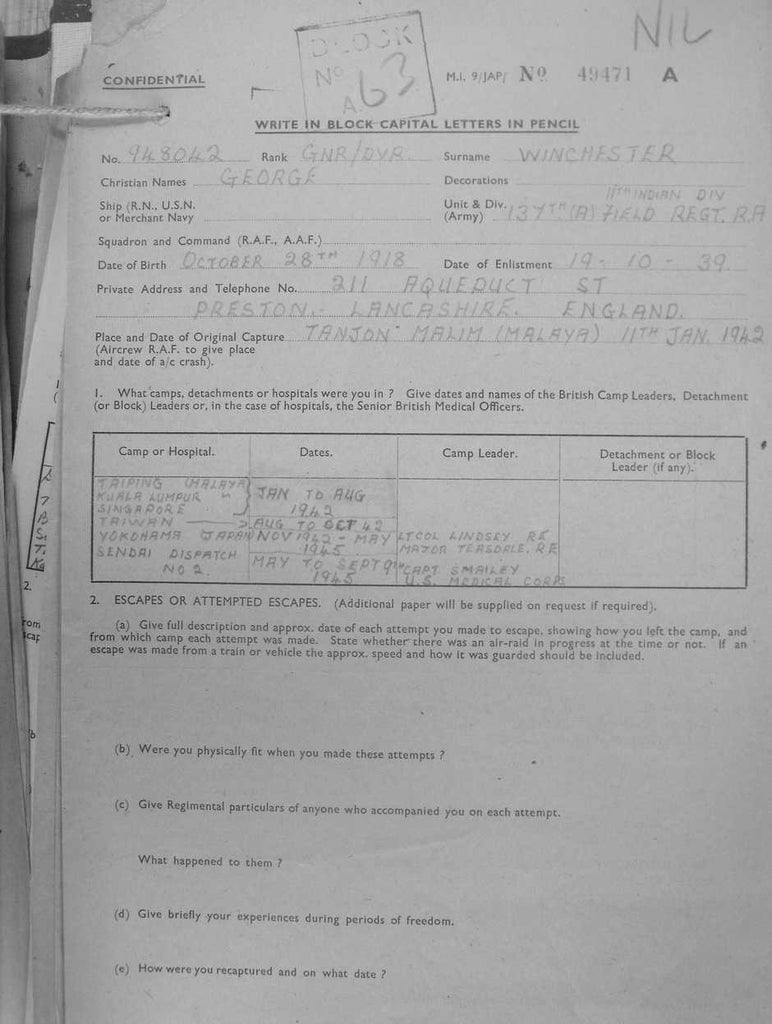 NIL
BLOCK
No
A 63
CONFIDENTIAL
M.I. 9/JAP/ No 49471 A
WRITE IN BLOCK CAPITAL LETTERS IN PENCIL
No. 948042 Rank GNR/DVR Surname WINCHESTER
Christian Names GEORGE Decorations
11TH INDIAN DIV
Ship (R.N., U.S.N. or Merchant Navy Unit & Div. (Army) 137TH (A) FIELD REGT. R.A
Squadron and Command (R.A.F., A.A.F.)
Date of Birth OCTOBER 28TH 1918 Date of Enlistment 19 - 10 - 39.
Private Address and Telephone No. 211 AQUEDUCT ST
PRESTON - LANCASHIRE. ENGLAND.
Place and Date of Original Capture TANJON MALIM (MALAYA) 11TH JAN. 1942
(Aircrew R.A.F. to give place
and date of a/c crash).
1. What camps, detachments or hospitals were you in ? Give dates and names of the British Camp Leaders, Detachment
(or Block) Leaders or, in the case of hospitals, the Senior British Medical Officers.
Camp or Hospital. Dates. Camp Leader. Detachment or Block
Leader (if any).
TAIPING (MALAYA)
KUALA LUMPUR " JAN TO AUG
SINGAPORE 1942
TAIWAN AUG TO OCT 42
YOKOHAMA JAPAN NOV 1942 - MAY LTCOL LINDSEY RE
1945 MAJOR TEASDALE. RE
SENDAI DISPATCH MAY TO SEPT 9TH CAPT SMAILEY
NO 2. 1945 U.S. MEDICAL CORPS
2. ESCAPES OR ATTEMPTED ESCAPES. (Additional paper will be supplied on request if required).
(a) Give full description and approx. date of each attempt you made to escape, showing how you left the camp, and
from which camp each attempt was made. State whether there was an air-raid in progress at the time or not. If an
escape was made from a train or vehicle the approx. speed and how it was guarded should be included.
(b) Were you physically fit when you made these attempts ?
(c) Give Regimental particulars of anyone who accompanied you on each attempt.
What happened to them ?
(d) Give briefly your experiences during periods of freedom.
(e) How were you recaptured and on what date ?